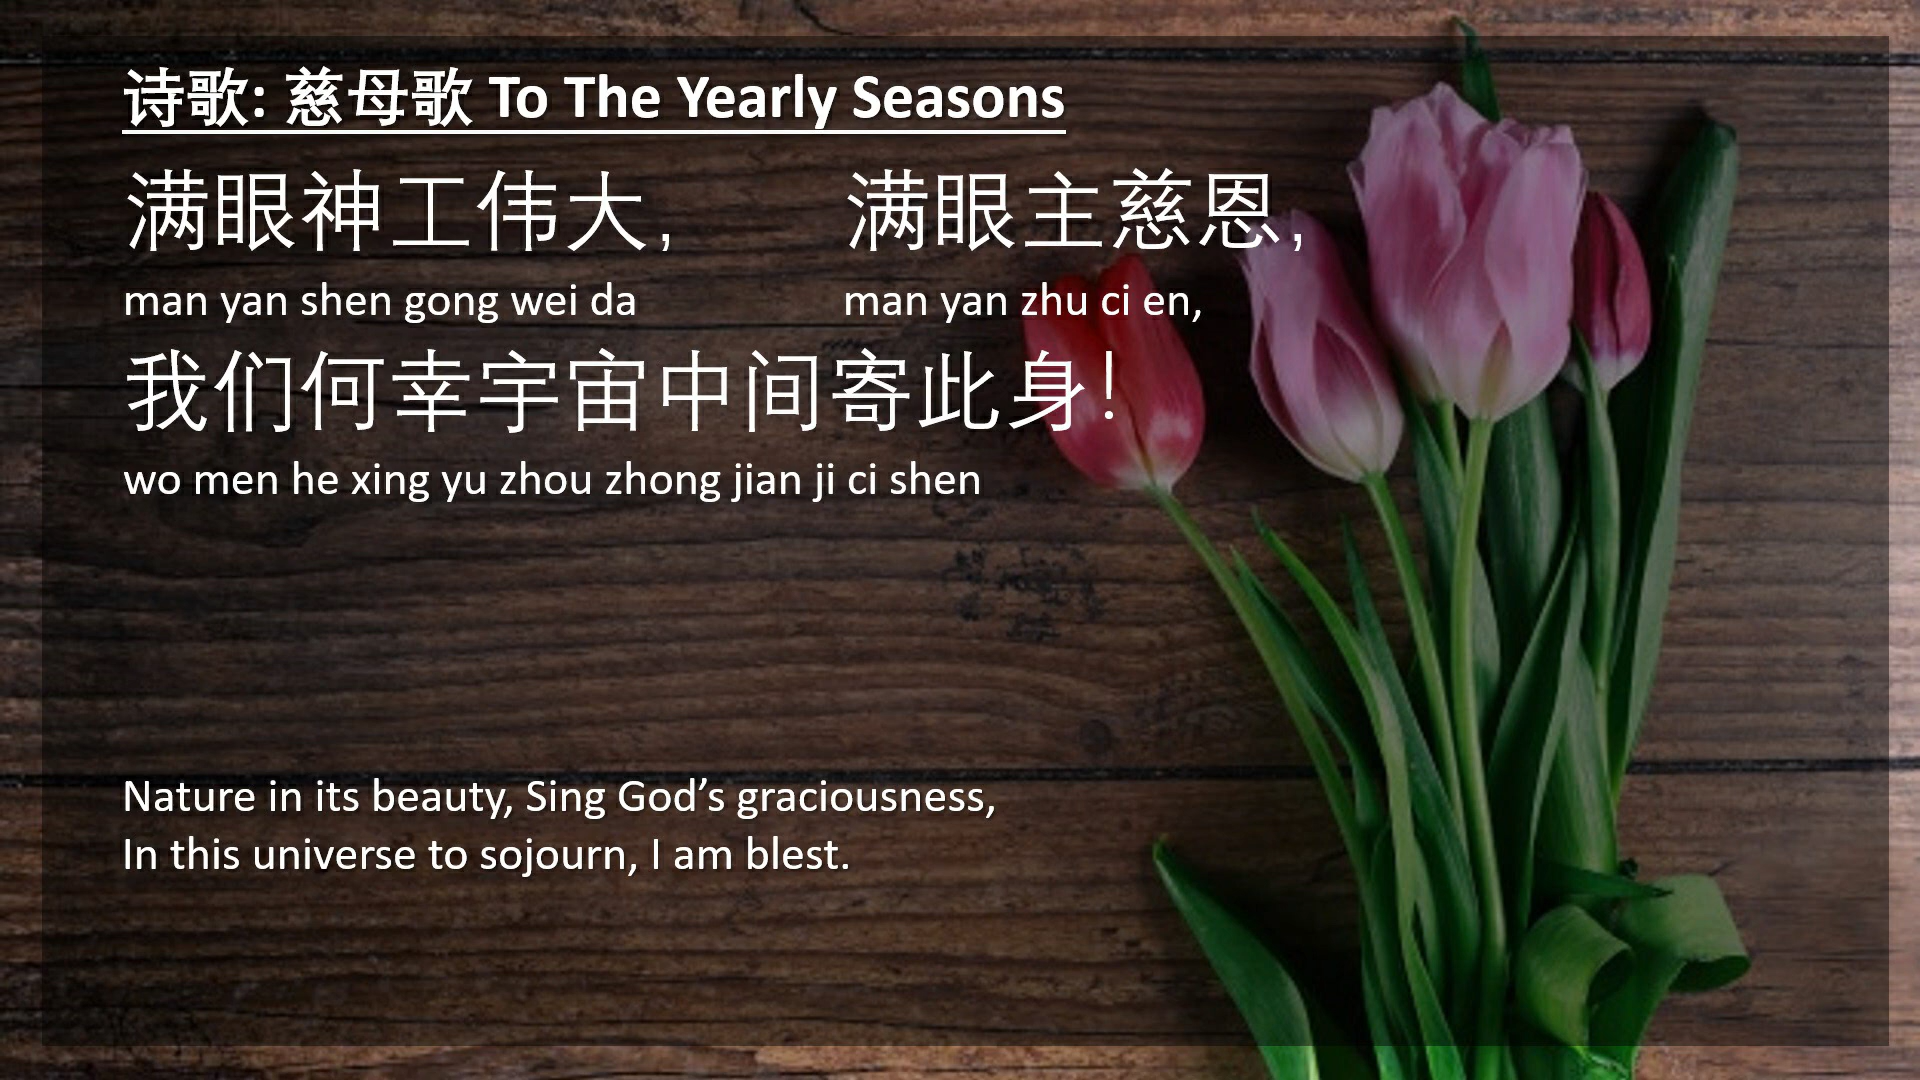 诗歌: 慈母歌 To The Yearly Seasons
满眼神工伟大, 满眼主慈恩,
man yan shen gong wei da man yan zhu ci en,
我们何幸宇宙中间寄此身!
wo men he xing yu zhou zhong jian ji ci shen
Nature in its beauty, Sing God’s graciousness,
In this universe to sojourn, I am blest.